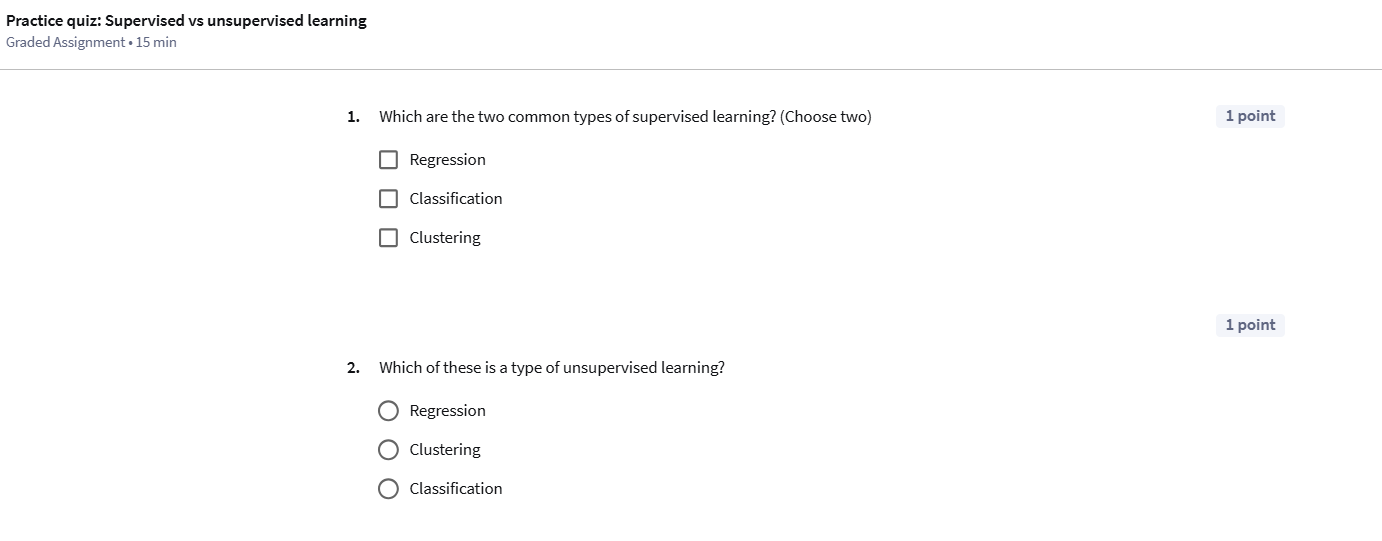 Practice quiz: Supervised vs unsupervised learning
Graded Assignment • 15 min
1. Which are the two common types of supervised learning? (Choose two)
1 point
Regression
Classification
Clustering
1 point
2. Which of these is a type of unsupervised learning?
Regression
Clustering
Classification